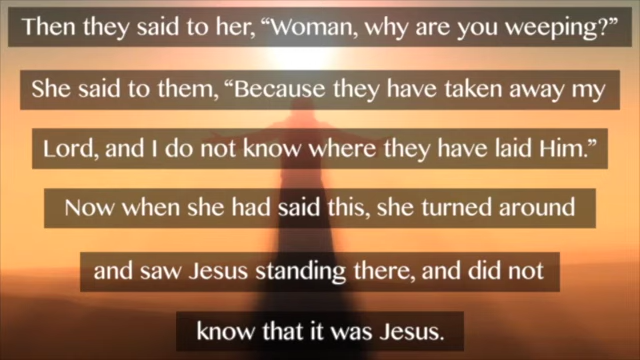 Then they said to her, “Woman, why are you weeping?”
She said to them, “Because they have taken away my
Lord, and I do not know where they have laid Him.”
Now when she had said this, she turned around
and saw Jesus standing there, and did not
know that it was Jesus.